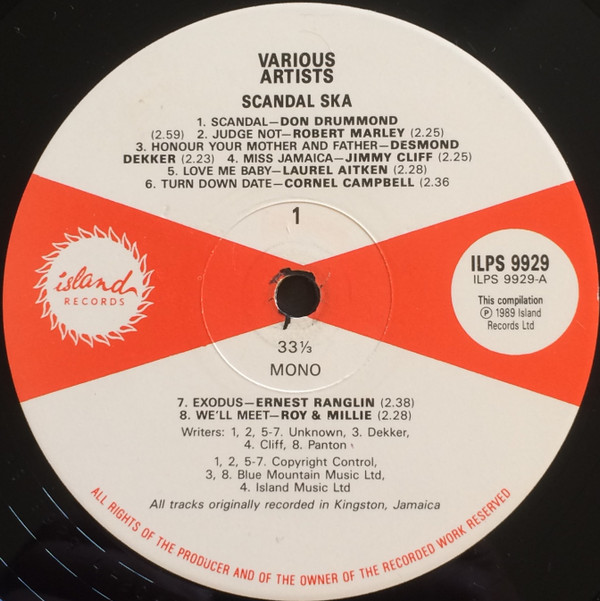 VARIOUS
ARTISTS
SCANDAL SKA
1. SCANDAL—DON DRUMMOND
(2.59) 2. JUDGE NOT—ROBERT MARLEY (2.25)
3. HONOUR YOUR MOTHER AND FATHER—DESMOND
DEKKER (2.23) 4. MISS JAMAICA—JIMMY CLIFF (2.25)
5. LOVE ME BABY—LAUREL AITKEN (2.28)
6. TURN DOWN DATE—CORNEL CAMPBELL (2.36
1
island
RECORDS
ILPS 9929
ILPS 9929-A
This compilation
℗ 1989 Island
Records Ltd
33⅓
MONO
7. EXODUS—ERNEST RANGLIN (2.38)
8. WE'LL MEET—ROY & MILLIE (2.28)
Writers: 1, 2, 5-7. Unknown, 3. Dekker,
4. Cliff, 8. Panton
1, 2, 5-7. Copyright Control,
3, 8. Blue Mountain Music Ltd,
4. Island Music Ltd
All tracks originally recorded in Kingston, Jamaica
ALL RIGHTS OF THE PRODUCER AND OF THE OWNER OF THE RECORDED WORK RESERVED